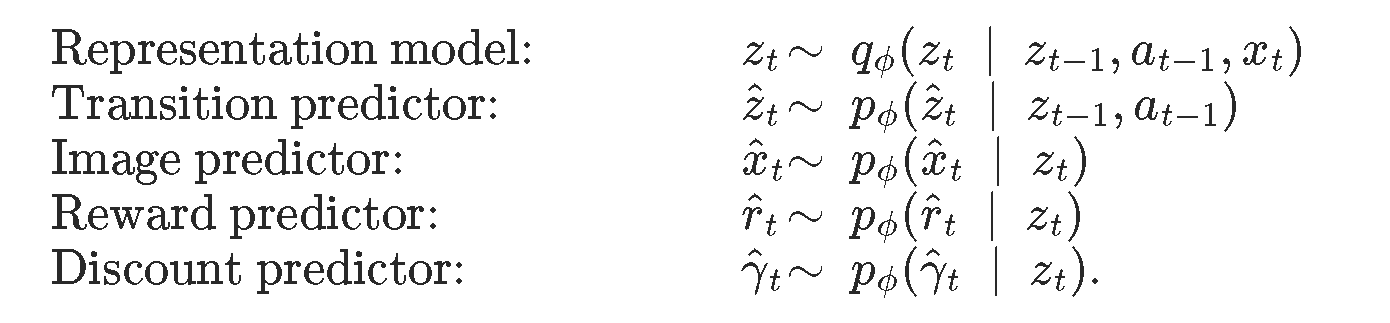 Representation model: $z_t \sim q_\phi(z_t \mid z_{t-1}, a_{t-1}, x_t)$
Transition predictor: $\hat{z}_t \sim p_\phi(\hat{z}_t \mid z_{t-1}, a_{t-1})$
Image predictor: $\hat{x}_t \sim p_\phi(\hat{x}_t \mid z_t)$
Reward predictor: $\hat{r}_t \sim p_\phi(\hat{r}_t \mid z_t)$
Discount predictor: $\hat{\gamma}_t \sim p_\phi(\hat{\gamma}_t \mid z_t).$